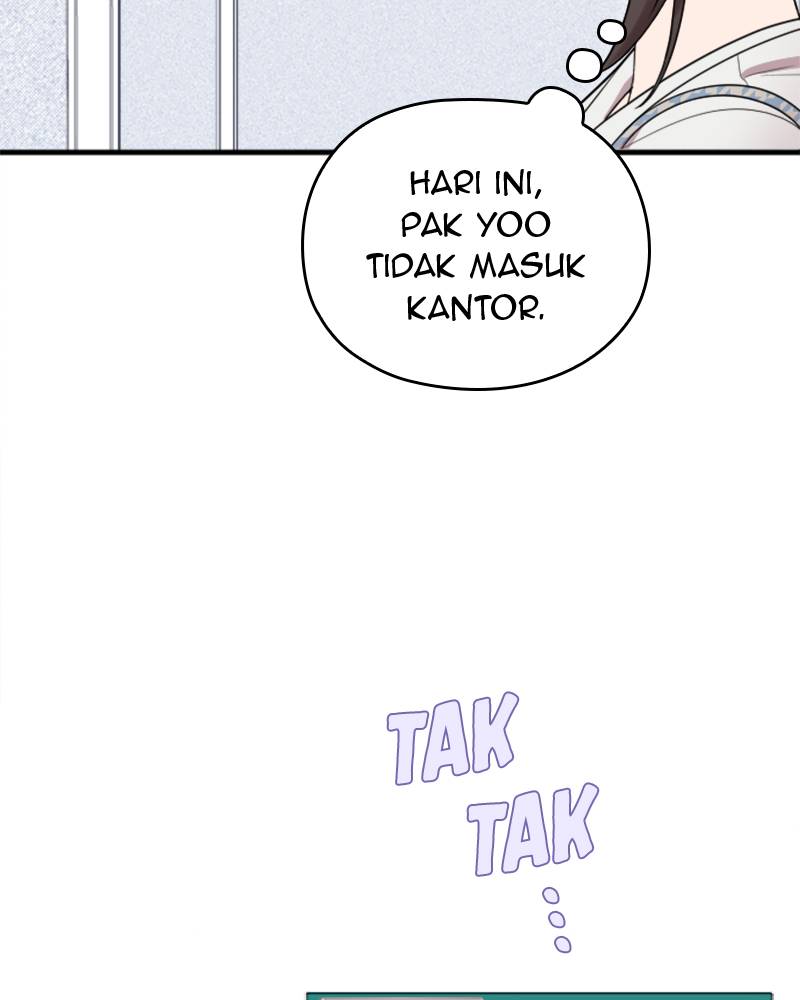 HARI INI,
PAK YOO
TIDAK MASUK
KANTOR.
TAK
TAK
...